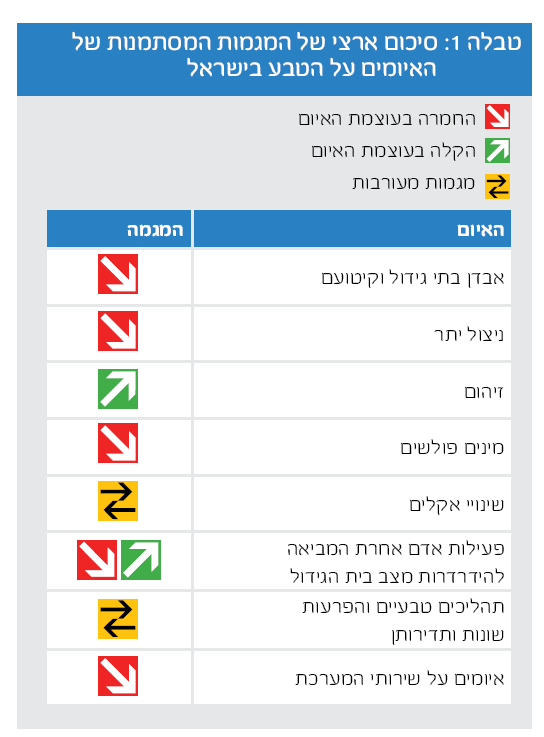 טבלה 1: סיכום ארצי של המגמות המסתמנות של
האיומים על הטבע בישראל
החמרה בעוצמת האיום
הקלה בעוצמת האיום
מגמות מעורבות
האיום
המגמה
אבדן בתי גידול וקיטועם
ניצול יתר
זיהום
מינים פולשים
שינויי אקלים
פעילות אדם אחרת המביאה
להידרדרות מצב בית הגידול
תהליכים טבעיים והפרעות
שונות ותדירותן
איומים על שירותי המערכת